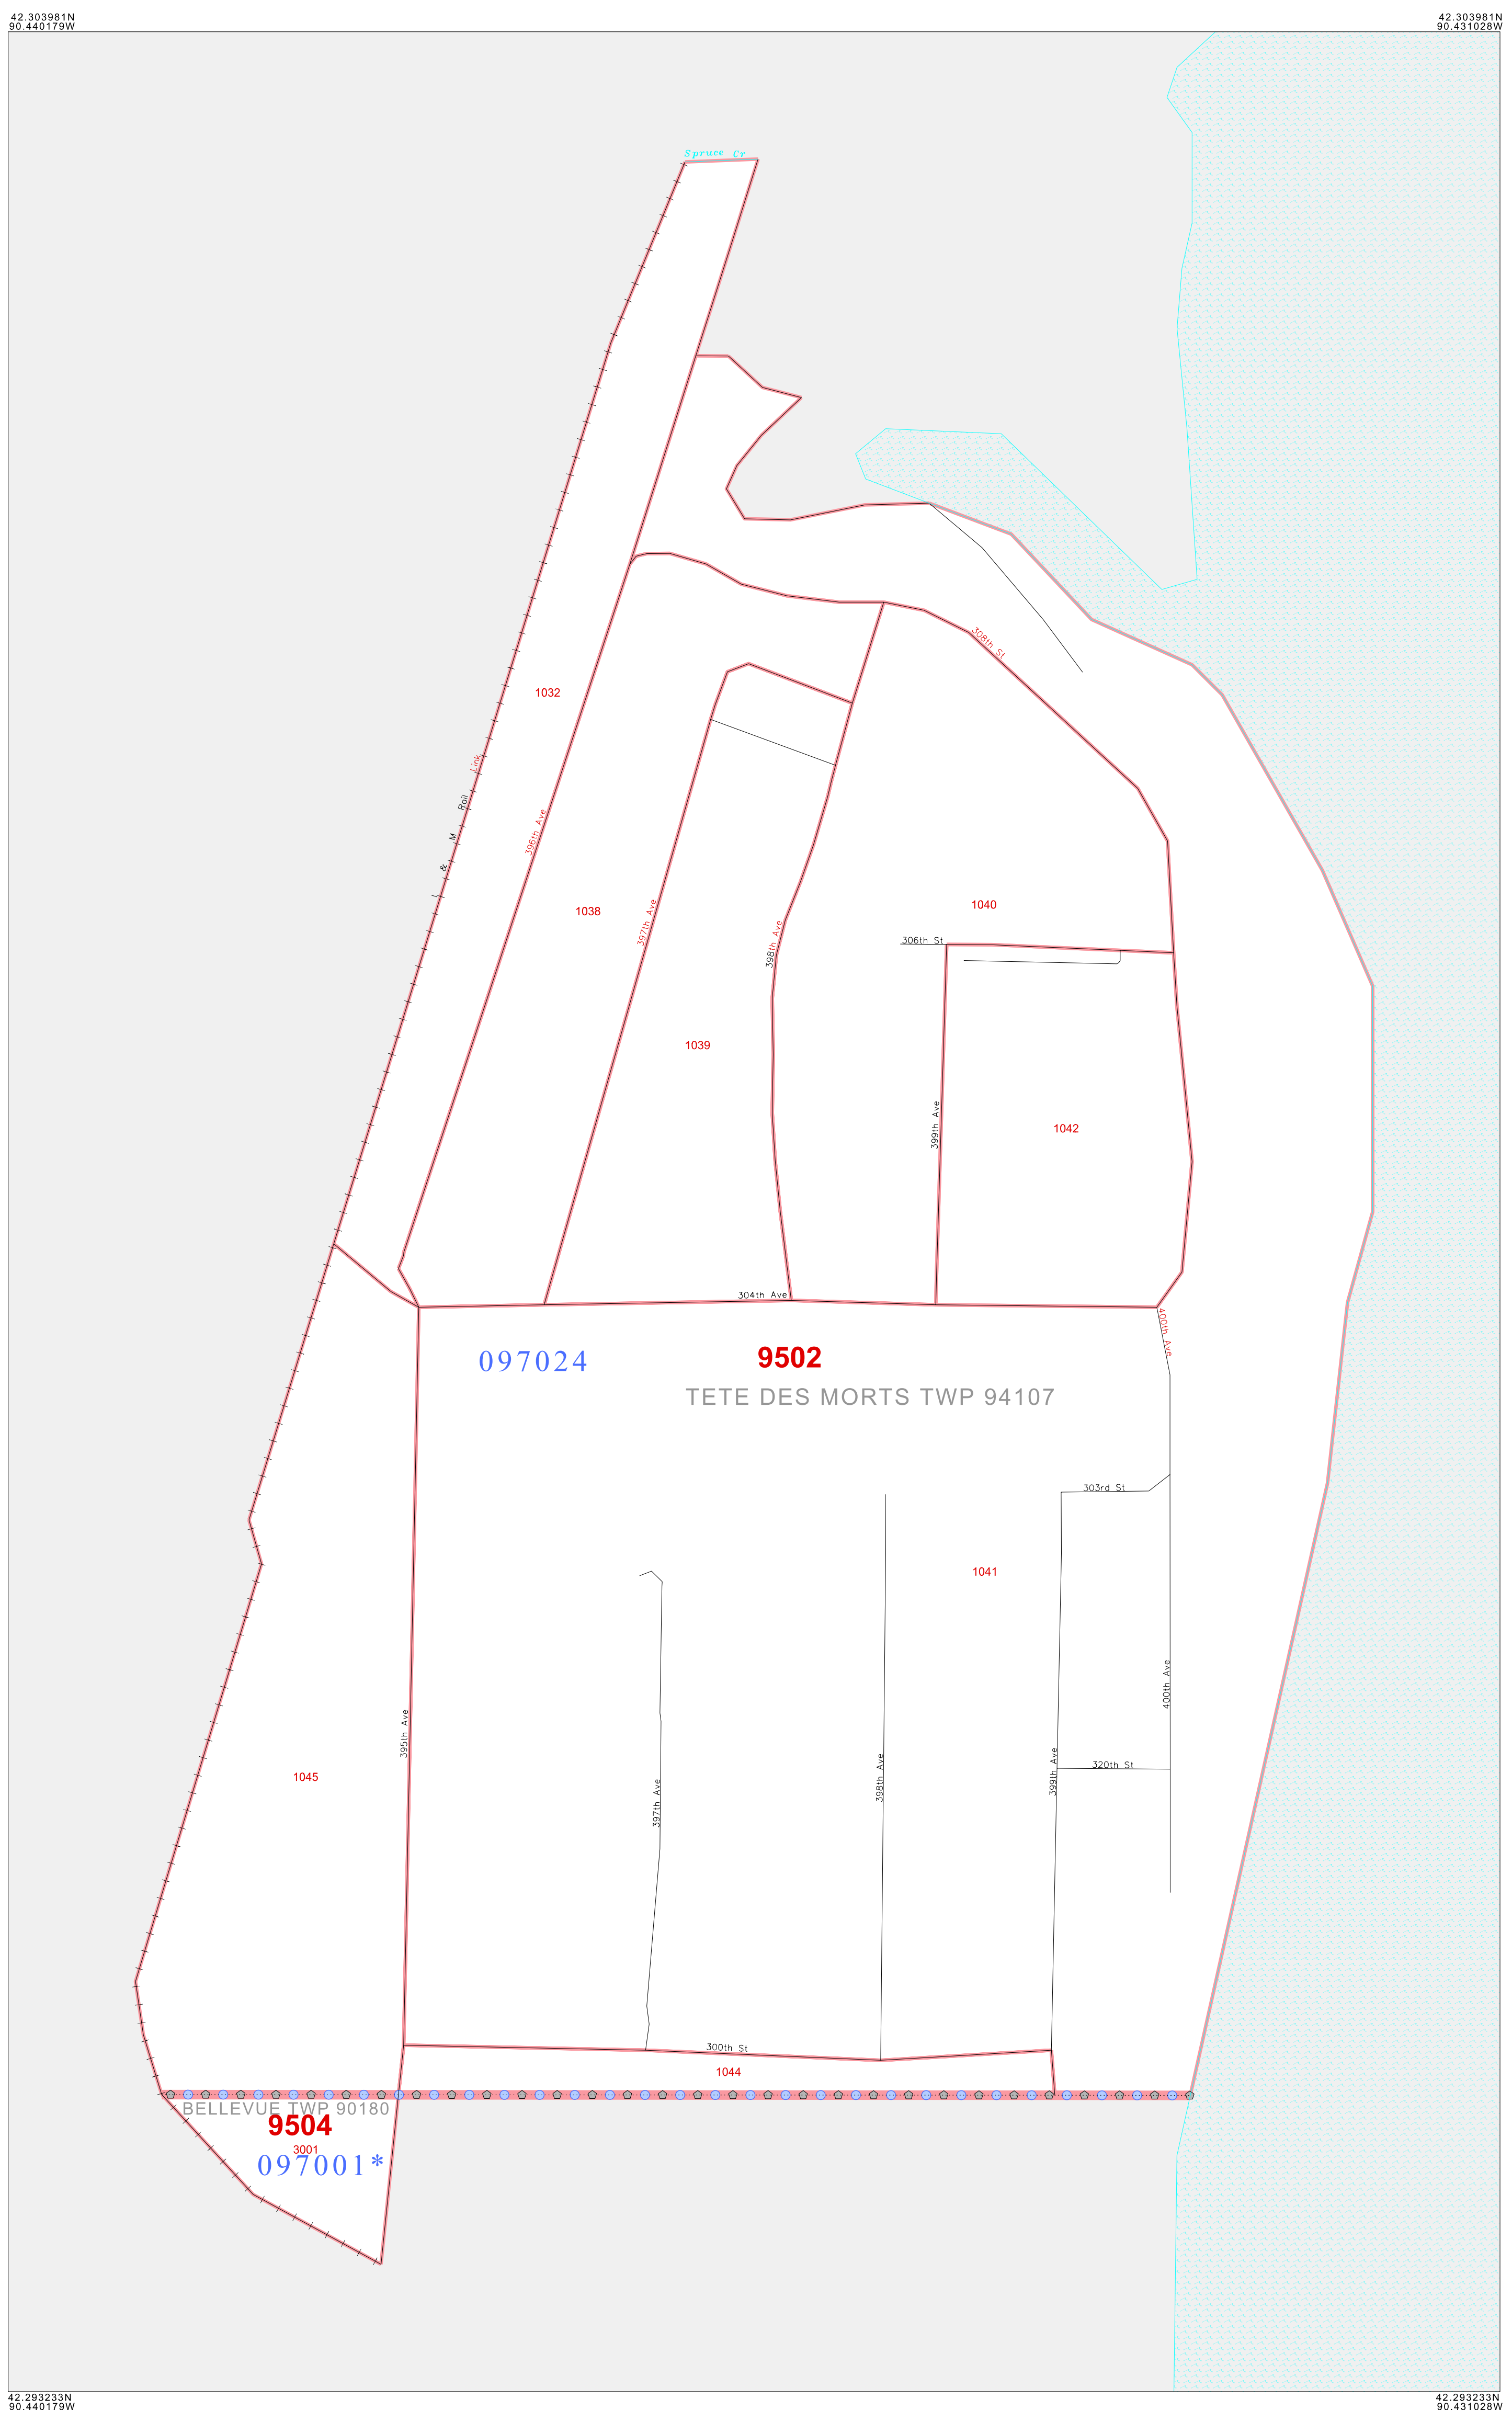 42.303981N
90.440179W
42.303981N
90.431028W
Spruce Cr
308th St
1032
Link
Rail
M
&
I
396th Ave
1038
397th Ave
398th Ave
1040
306th St
1039
399th Ave
1042
304th Ave
400th Ave
097024
9502
TETE DES MORTS TWP 94107
303rd St
1041
400th Ave
395th Ave
320th St
399th Ave
398th Ave
397th Ave
1045
300th St
1044
BELLEVUE TWP 90180
9504
3001
097001*
42.293233N
90.440179W
42.293233N
90.431028W